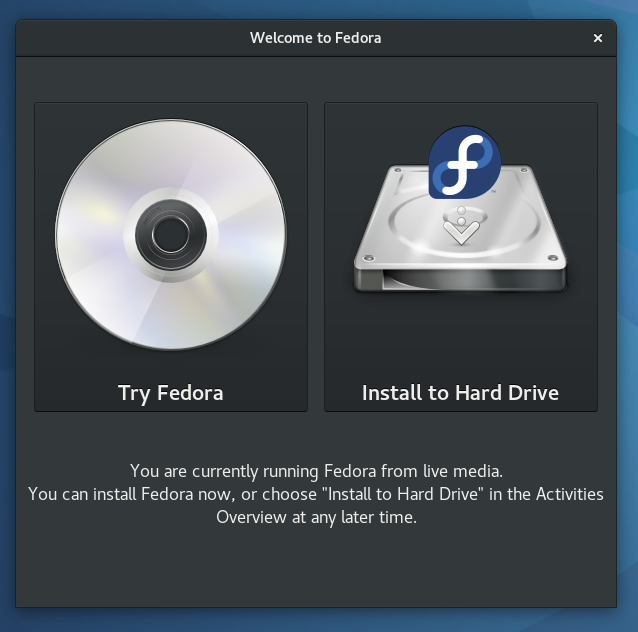 Welcome to Fedora
Try Fedora
Install to Hard Drive
You are currently running Fedora from live media.
You can install Fedora now, or choose "Install to Hard Drive" in the Activities
Overview at any later time.